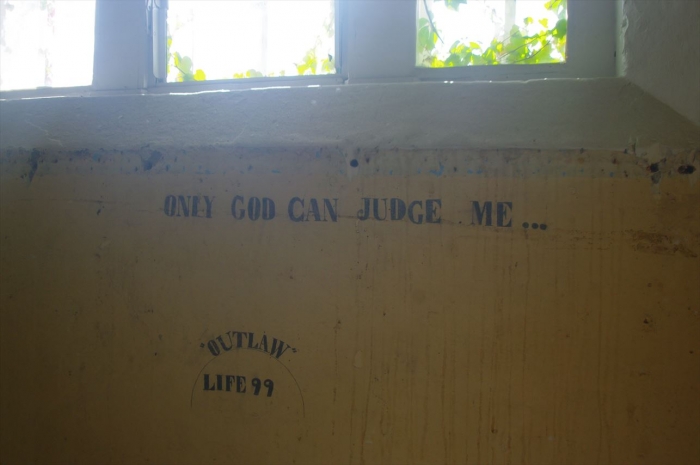 ONLY GOD CAN JUDGE ME...
"OUTLAW"
LIFE 99